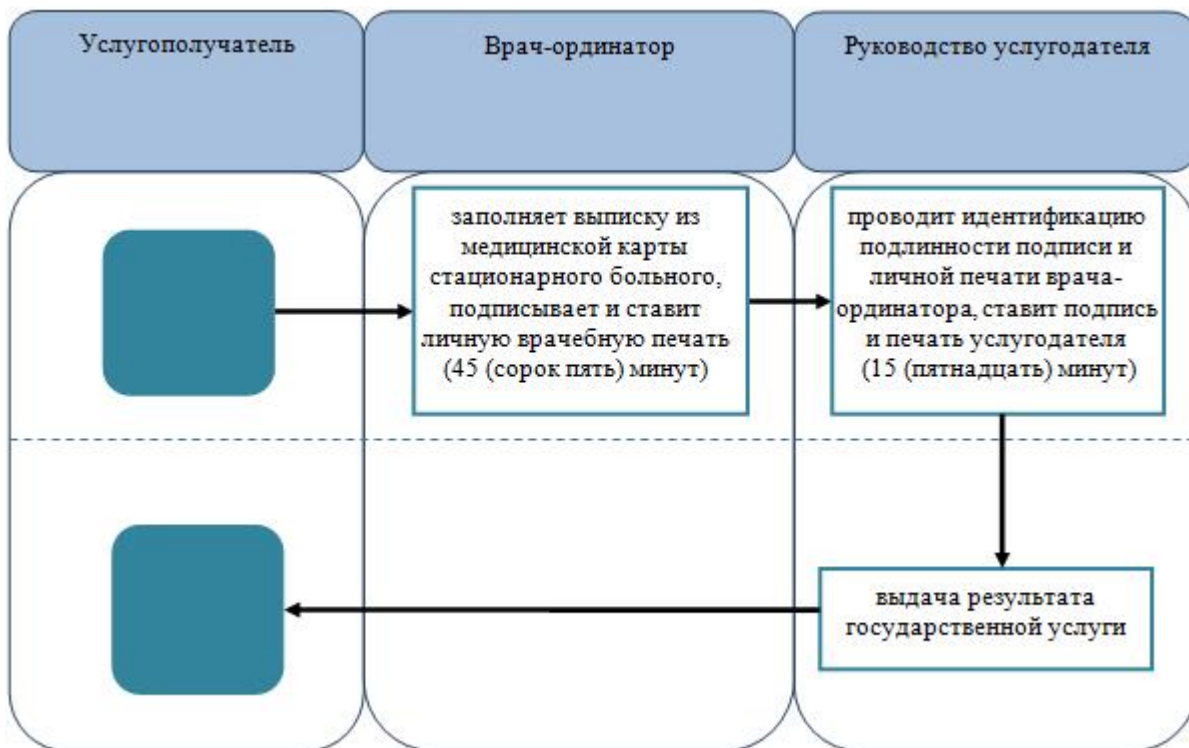 Услугополучатель
Врач-ординатор
Руководство услугодателя
заполняет выписку из
медицинской карты
стационарного больного,
подписывает и ставит
личную врачебную печать
(45 (сорок пять) минут)
проводит идентификацию
подлинности подписи и
личной печати врача-
ординатора, ставит подпись
и печать услугодателя
(15 (пятнадцать) минут)
выдача результата
государственной услуги